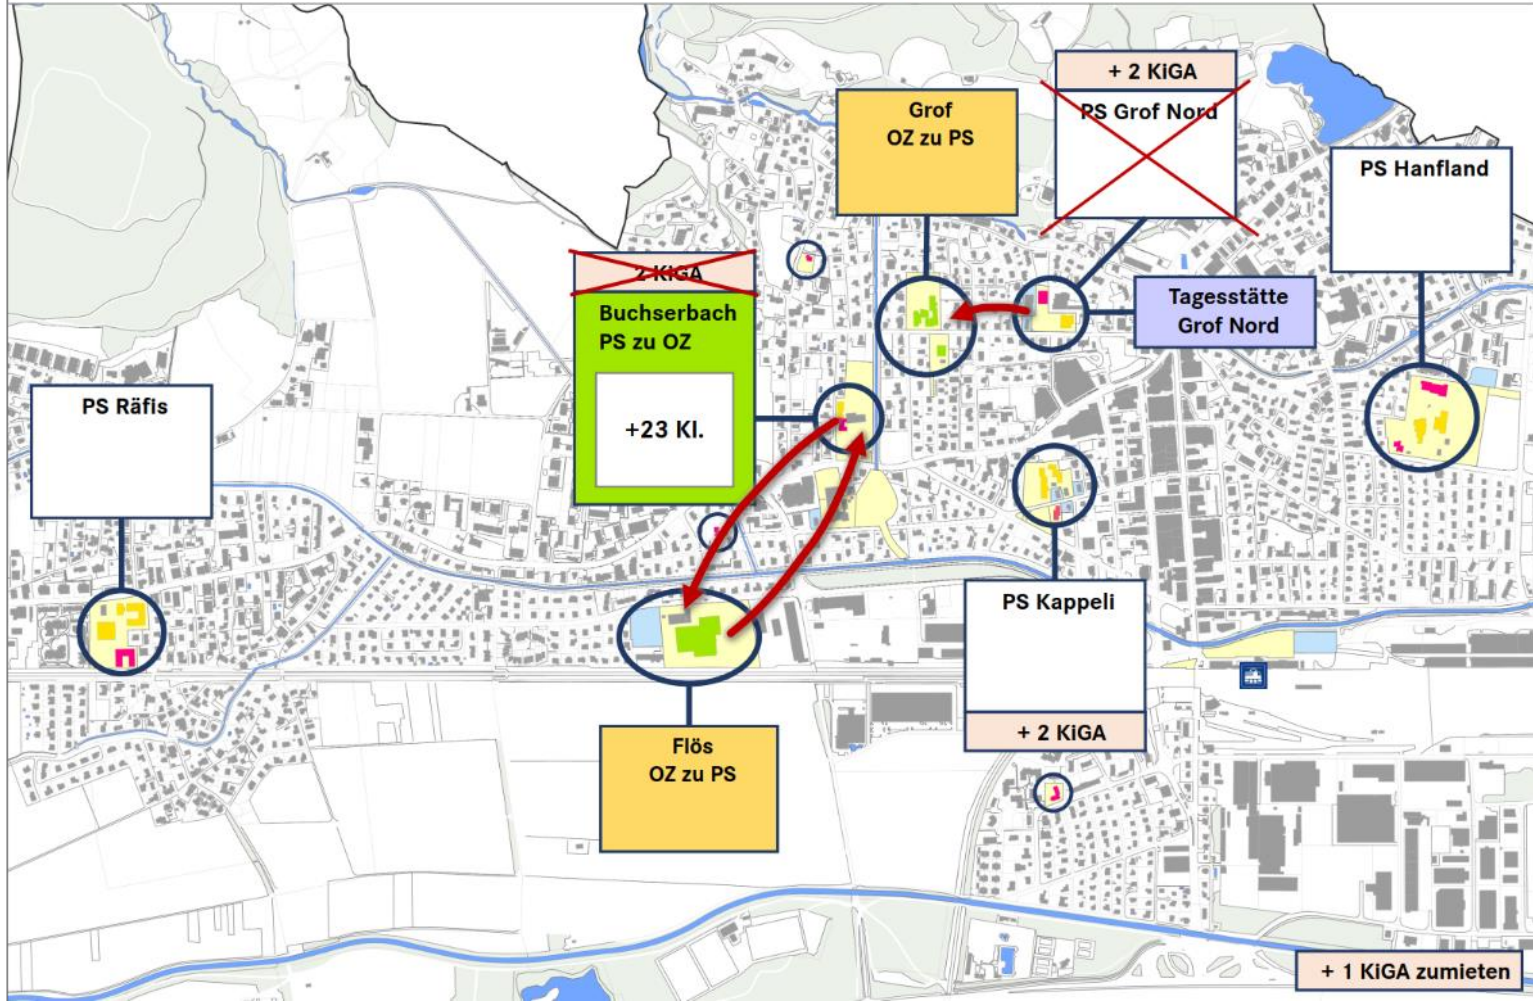 + 2 KiGA
PS Grof Nord
Grof
OZ zu PS
PS Hanfland
2 KiGA
Buchserbach
PS zu OZ
+23 Kl.
Tagesstätte
Grof Nord
PS Räfis
PS Kappeli
+ 2 KiGA
Flös
OZ zu PS
+ 1 KiGA zumieten